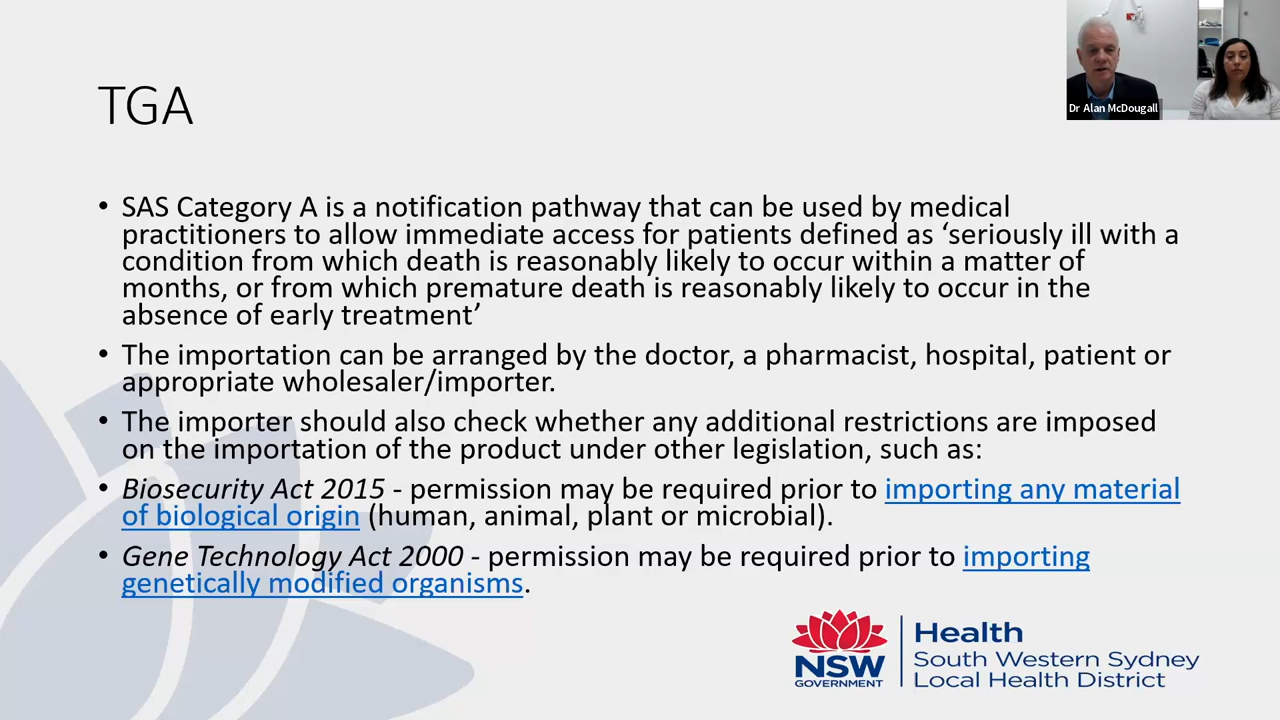 Dr Alan McDougall
TGA
• SAS Category A is a notification pathway that can be used by medical
practitioners to allow immediate access for patients defined as ‘seriously ill with a
condition from which death is reasonably likely to occur within a matter of
months, or from which premature death is reasonably likely to occur in the
absence of early treatment’
• The importation can be arranged by the doctor, a pharmacist, hospital, patient or
appropriate wholesaler/importer.
• The importer should also check whether any additional restrictions are imposed
on the importation of the product under other legislation, such as:
• Biosecurity Act 2015 - permission may be required prior to importing any material
of biological origin (human, animal, plant or microbial).
• Gene Technology Act 2000 - permission may be required prior to importing
genetically modified organisms.
NSW
GOVERNMENT
Health
South Western Sydney
Local Health District